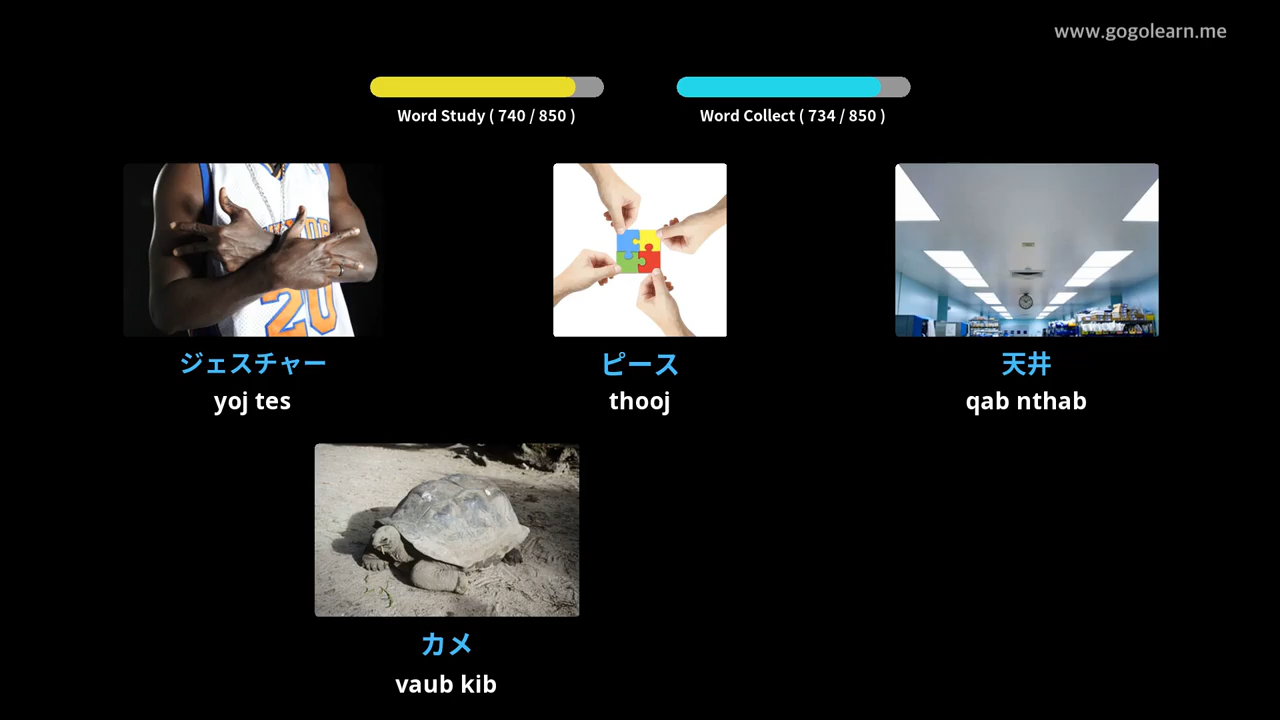 www.gogolearn.me
Word Study ( 740 / 850 )
Word Collect ( 734 / 850 )
20
ジェスチャー
yoj tes
ピース
thooj
天井
qab nthab
カメ
vaub kib